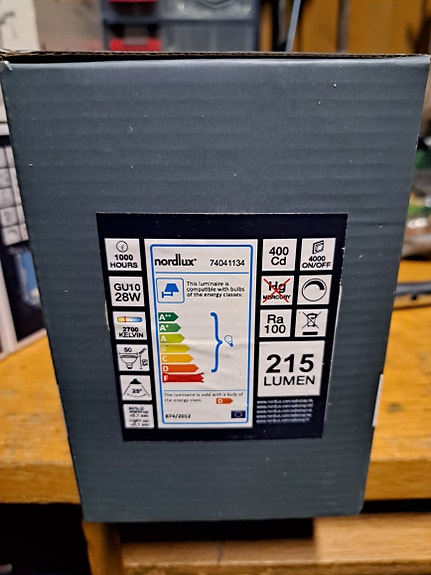 1000
HOURS
GU10
28W
2700
KELVIN
50
53
25°
nordlux 74041134
This luminaire is
compatible with bulbs
of the energy classes:
A++
A+
A
B
C
D
E
The luminaire is sold with a bulb of
the energy class: D
874/2012
400
Cd
4000
ON/OFF
Hg
MERCURY
Ra
100
215
LUMEN